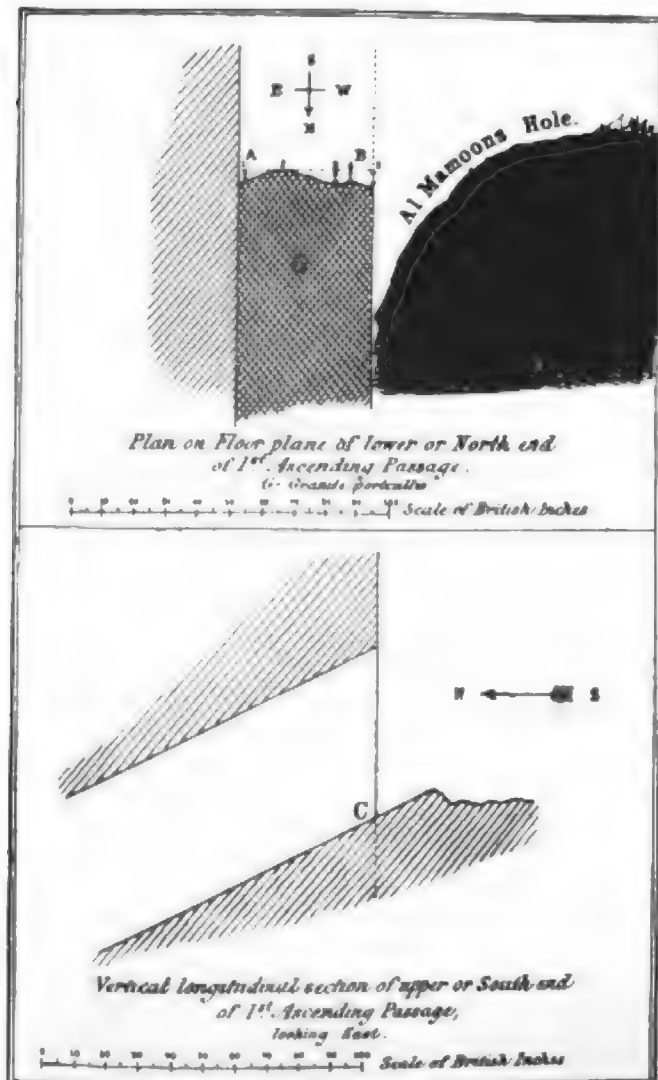 S
E W
N
A B
Al Mamoons Hole.
G
Plan on Floor plane of lower or North end
of 1st Ascending Passage.
G = Granite portcullis
Scale of British Inches
N S
C
Vertical longitudinal section of upper or South end
of 1st Ascending Passage,
looking East.
Scale of British Inches